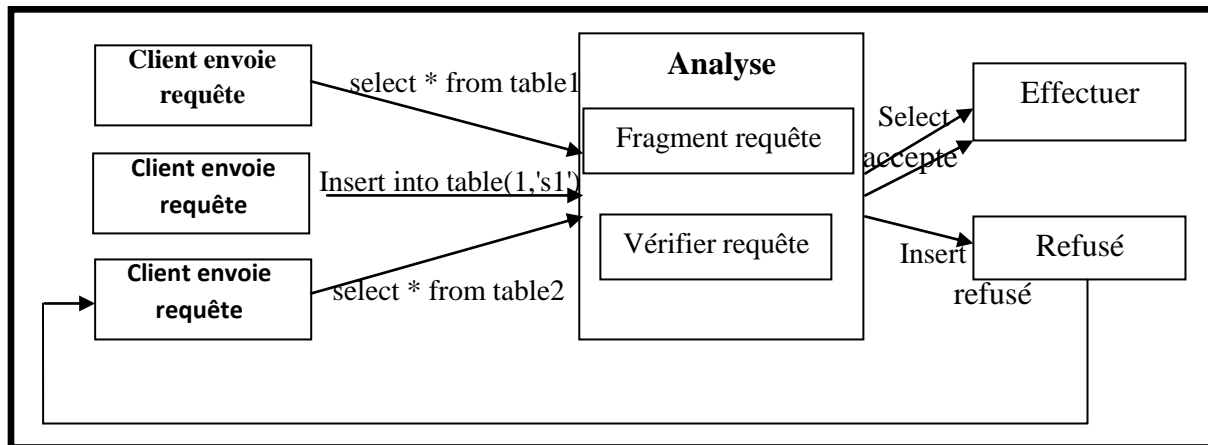 Client envoie
requête
select * from table1
Client envoie
requête
Insert into table(1,'s1')
Client envoie
requête
select * from table2
Analyse
Fragment requête
Vérifier requête
Select
accepte
Effectuer
Insert
refusé
Refusé